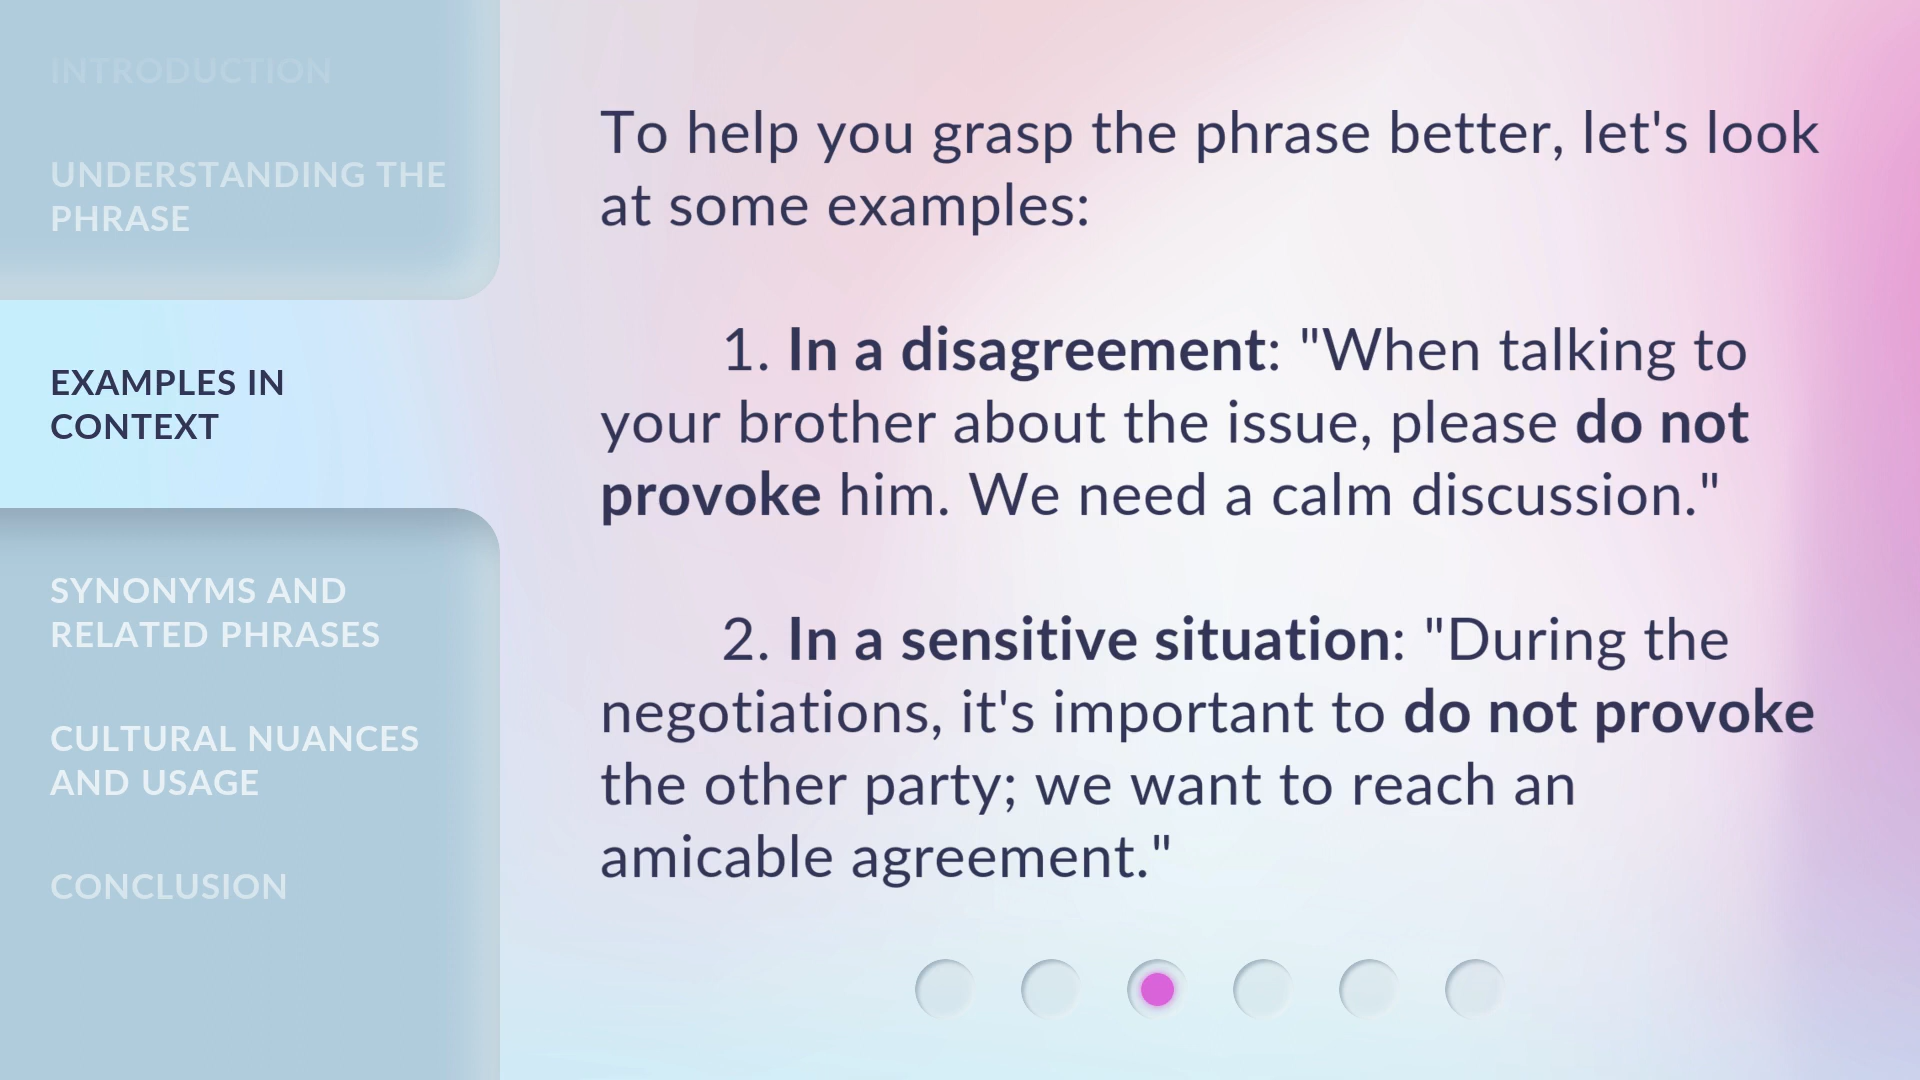 INTRODUCTION
UNDERSTANDING THE
PHRASE
EXAMPLES IN
CONTEXT
SYNONYMS AND
RELATED PHRASES
CULTURAL NUANCES
AND USAGE
CONCLUSION
To help you grasp the phrase better, let's look
at some examples:
1. In a disagreement: "When talking to
your brother about the issue, please do not
provoke him. We need a calm discussion."
2. In a sensitive situation: "During the
negotiations, it's important to do not provoke
the other party; we want to reach an
amicable agreement."